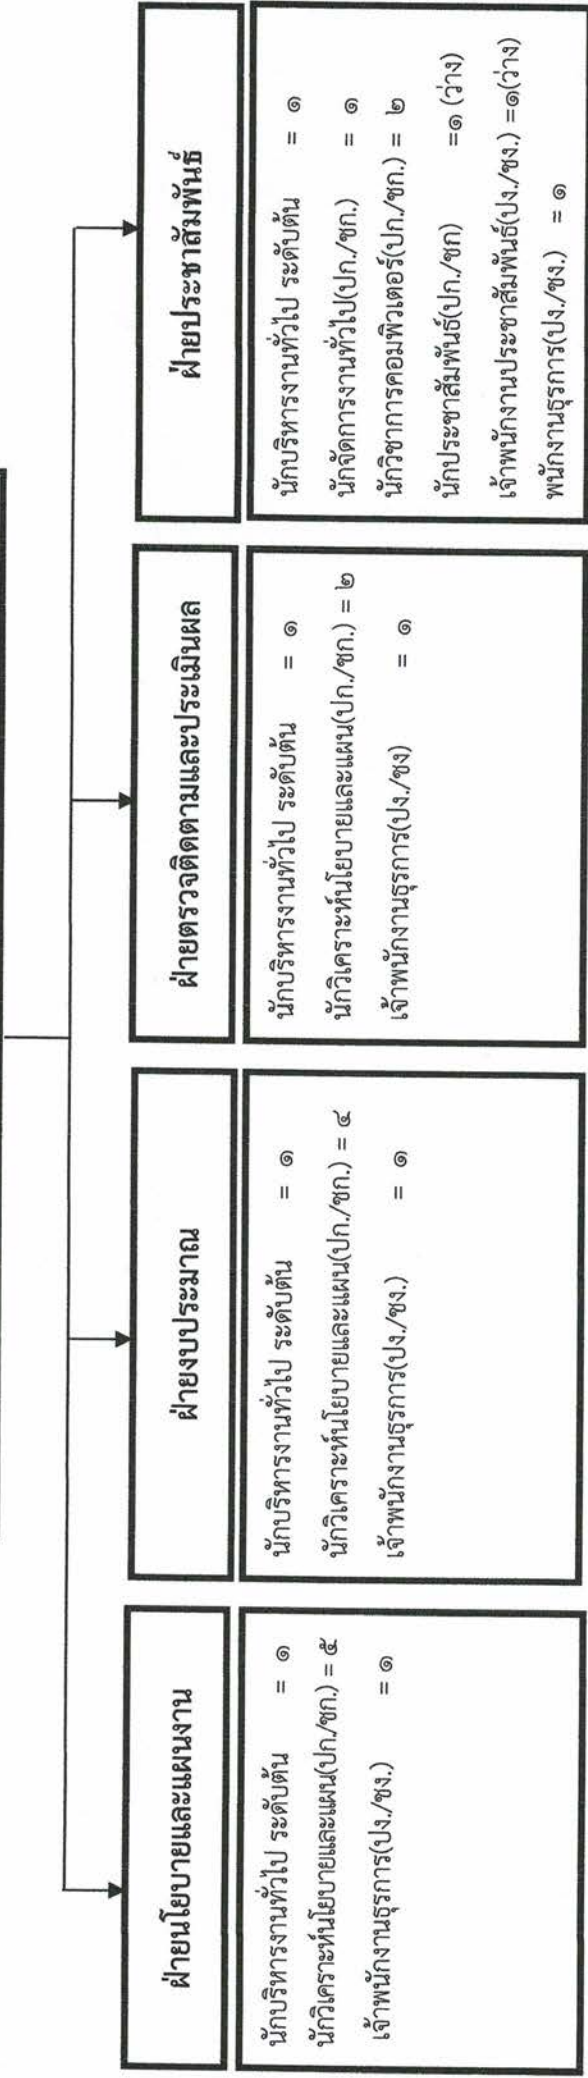 ฝ่ายนโยบายและแผนงาน
นักบริหารงานทั่วไป ระดับต้น = ๑
นักวิเคราะห์นโยบายและแผน(ปก./ชก.) = ๕
เจ้าพนักงานธุรการ(ปง./ชง.) = ๑
ฝ่ายงบประมาณ
นักบริหารงานทั่วไป ระดับต้น = ๑
นักวิเคราะห์นโยบายและแผน(ปก./ชก.) = ๔
เจ้าพนักงานธุรการ(ปง./ชง.) = ๑
ฝ่ายตรวจติดตามและประเมินผล
นักบริหารงานทั่วไป ระดับต้น = ๑
นักวิเคราะห์นโยบายและแผน(ปก./ชก.) = ๒
เจ้าพนักงานธุรการ(ปง./ชง) = ๑
ฝ่ายประชาสัมพันธ์
นักบริหารงานทั่วไป ระดับต้น = ๑
นักจัดการงานทั่วไป(ปก./ชก.) = ๑
นักวิชาการคอมพิวเตอร์(ปก./ชก.) = ๒
นักประชาสัมพันธ์(ปก./ชก) =๑ (ว่าง)
เจ้าพนักงานประชาสัมพันธ์(ปง./ชง.) =๑(ว่าง)
พนักงานธุรการ(ปง./ชง.) = ๑